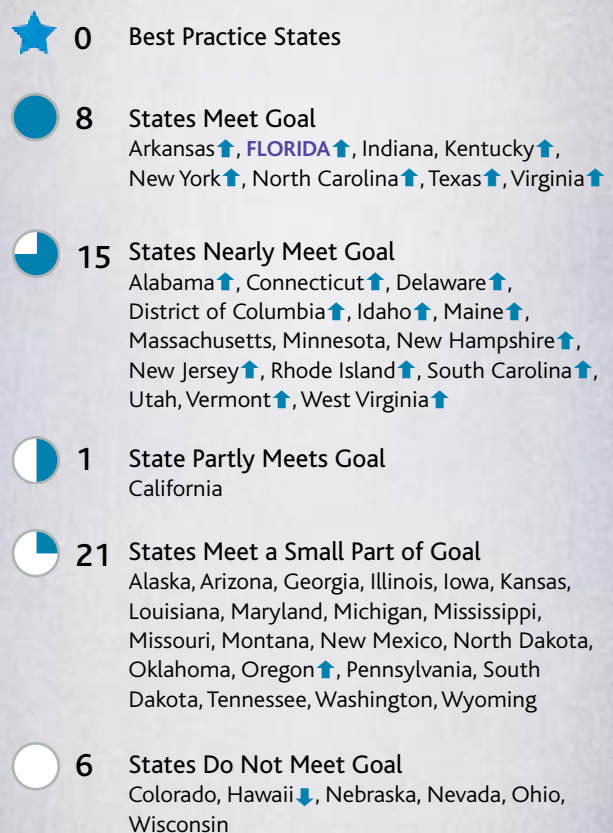 0 Best Practice States
8 States Meet Goal
Arkansas⬆, FLORIDA⬆, Indiana, Kentucky⬆,
New York⬆, North Carolina⬆, Texas⬆, Virginia⬆
15 States Nearly Meet Goal
Alabama⬆, Connecticut⬆, Delaware⬆,
District of Columbia⬆, Idaho⬆, Maine⬆,
Massachusetts, Minnesota, New Hampshire⬆,
New Jersey⬆, Rhode Island⬆, South Carolina⬆,
Utah, Vermont⬆, West Virginia⬆
1 State Partly Meets Goal
California
21 States Meet a Small Part of Goal
Alaska, Arizona, Georgia, Illinois, Iowa, Kansas,
Louisiana, Maryland, Michigan, Mississippi,
Missouri, Montana, New Mexico, North Dakota,
Oklahoma, Oregon⬆, Pennsylvania, South
Dakota, Tennessee, Washington, Wyoming
6 States Do Not Meet Goal
Colorado, Hawaii⬇, Nebraska, Nevada, Ohio,
Wisconsin